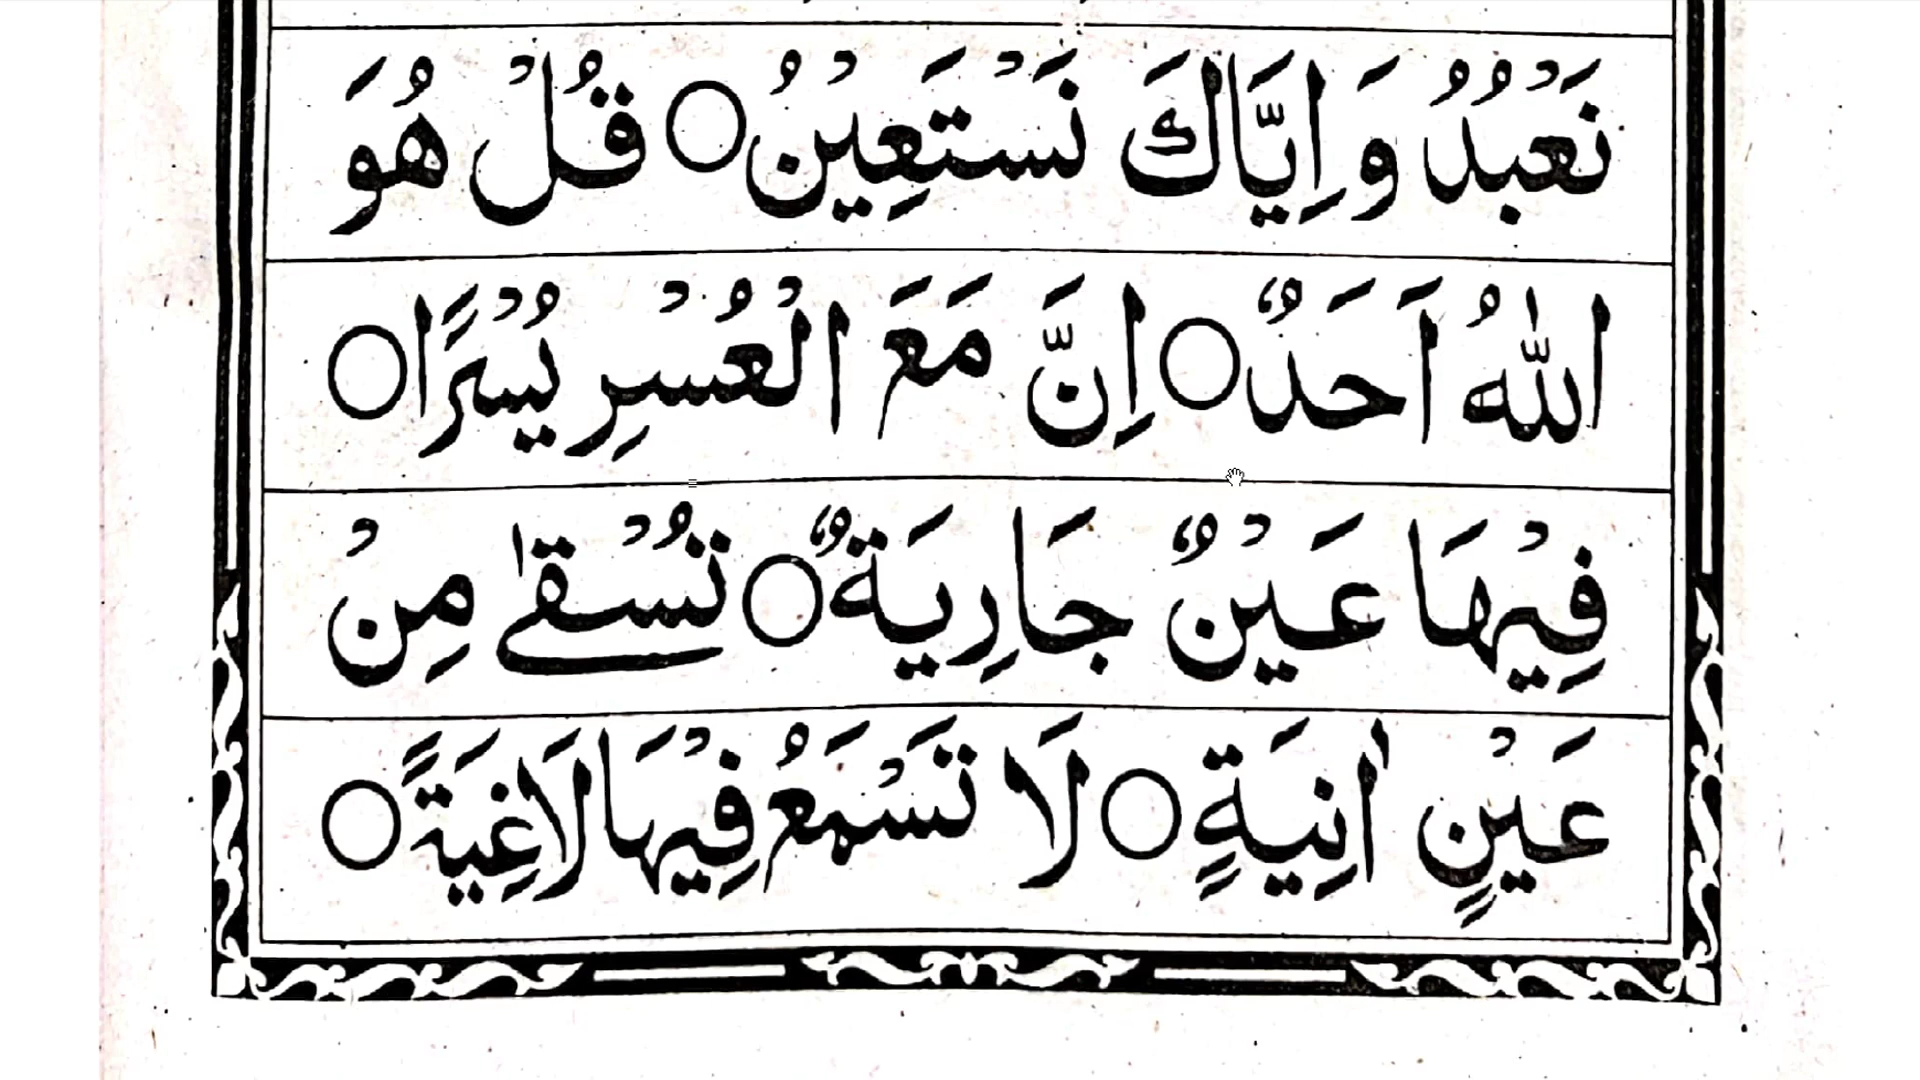 نَعْبُدُ وَ اِيَّاكَ نَسْتَعِيْنُ ○ قُلْ هُوَ
اللّٰهُ اَحَدٌ ○ اِنَّ مَعَ الْعُسْرِ يُسْرًا ○
فِيْهَا عَيْنٌ جَارِيَةٌ ○ تُسْقٰى مِنْ
عَيْنٍ اٰنِيَةٍ ○ لَا تَسْمَعُ فِيْهَا لَاغِيَةً ○